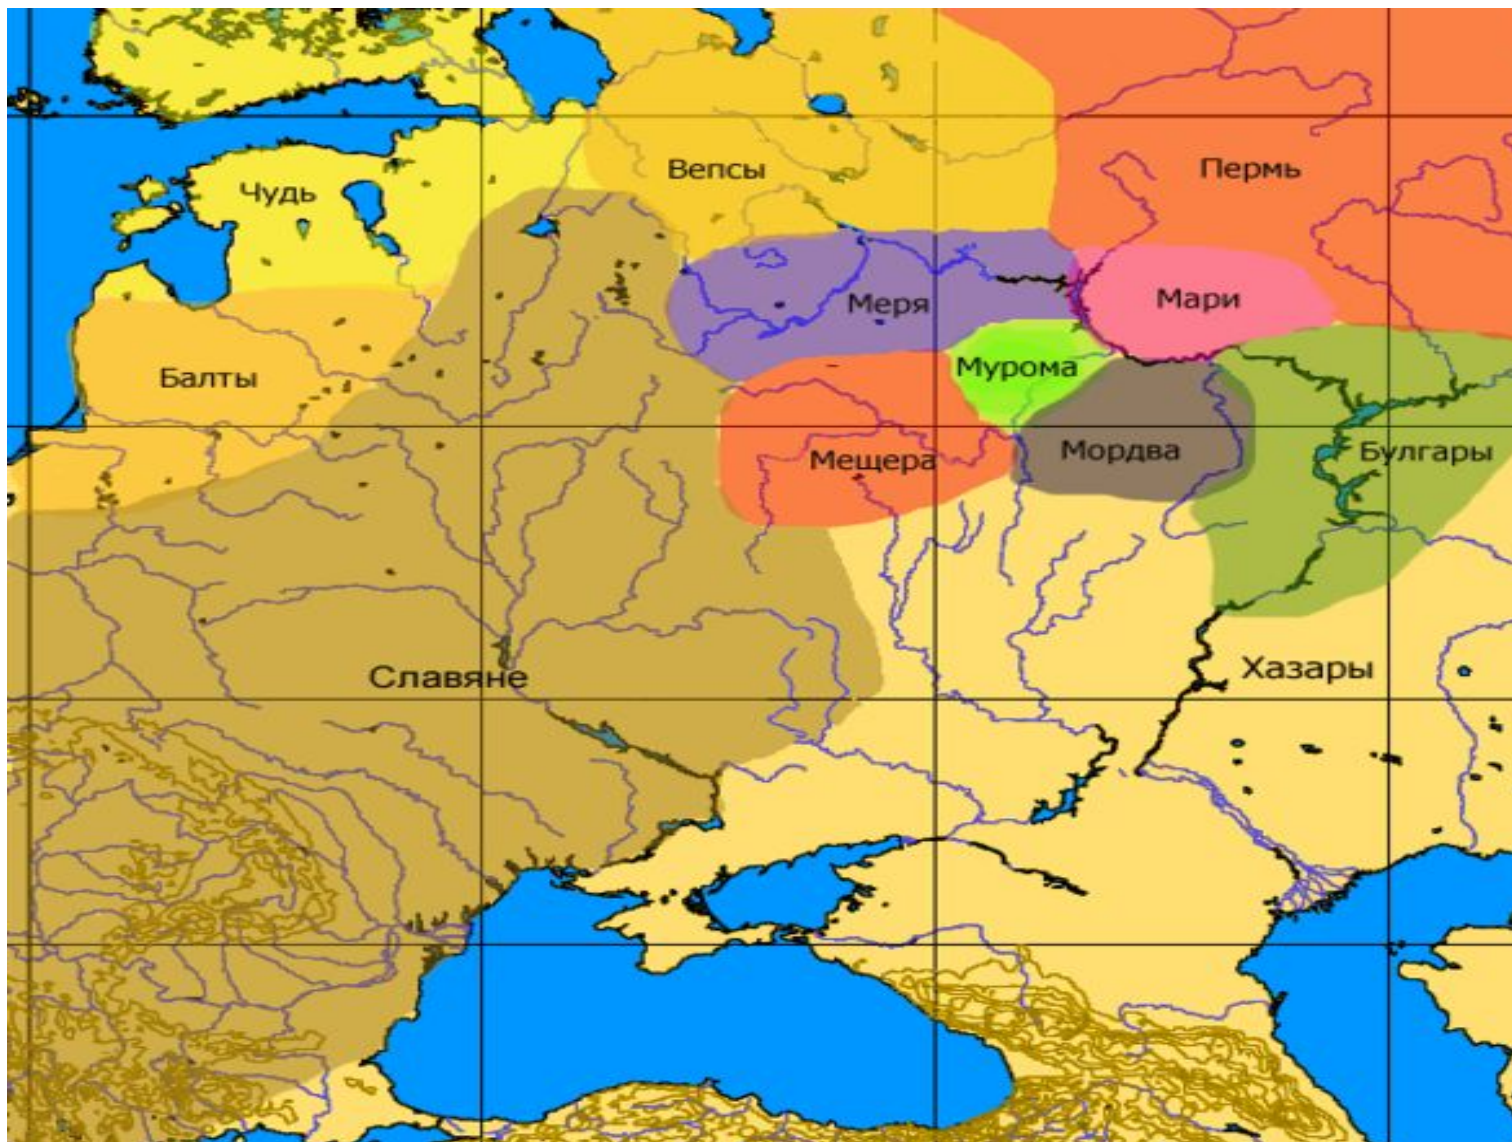 Вепсы
Пермь
Чудь
Меря
Мари
Мурома
Балты
Мещера
Мордва
Булгары
Славяне
Хазары